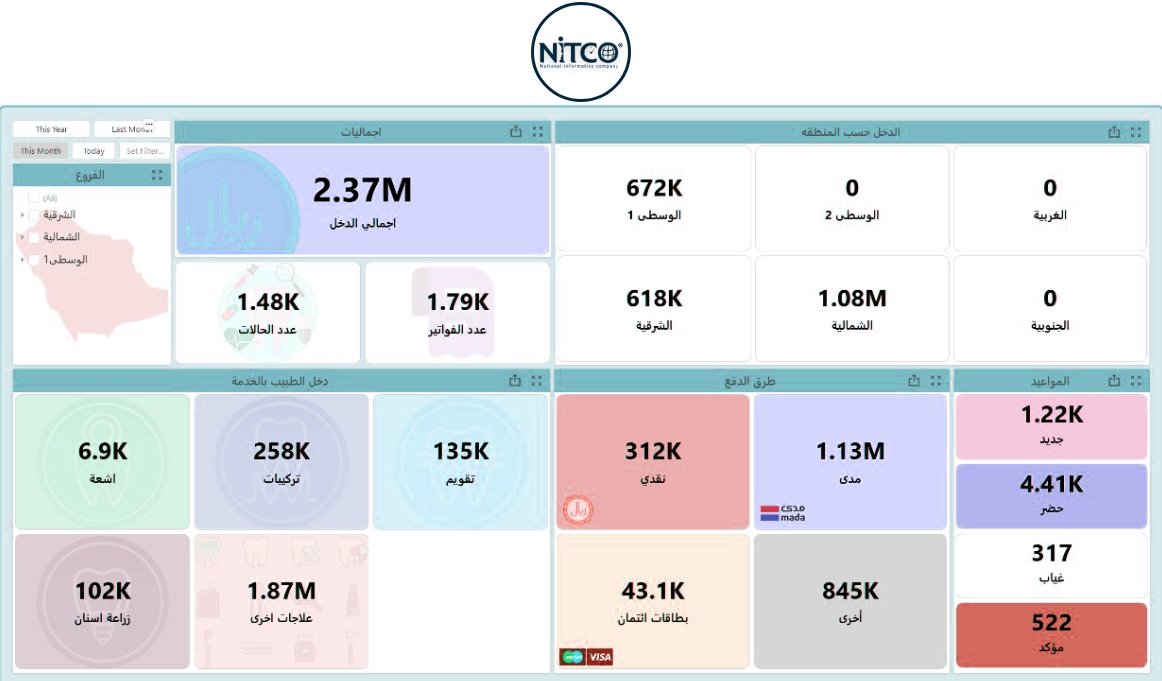 NiTCO®
National Informatics company
This Year
Last Month
This Month
Today
Set Filter...
الفروع
(All)
الشرقية
الشمالية
الوسطى1
اجماليات
2.37M
اجمالي الدخل
ريال
1.48K
عدد الحالات
1.79K
عدد الفواتير
الدخل حسب المنطقه
672K
الوسطى 1
0
الوسطى 2
0
الغربية
618K
الشرقية
1.08M
الشمالية
0
الجنوبية
دخل الطبيب بالخدمة
6.9K
اشعة
258K
تركيبات
135K
تقويم
102K
زراعة اسنان
1.87M
علاجات اخرى
طرق الدفع
312K
نقدي
ريال
1.13M
مدى
مدى
mada
43.1K
بطاقات ائتمان
VISA
845K
أخرى
المواعيد
1.22K
جديد
4.41K
حضر
317
غياب
522
مؤكد